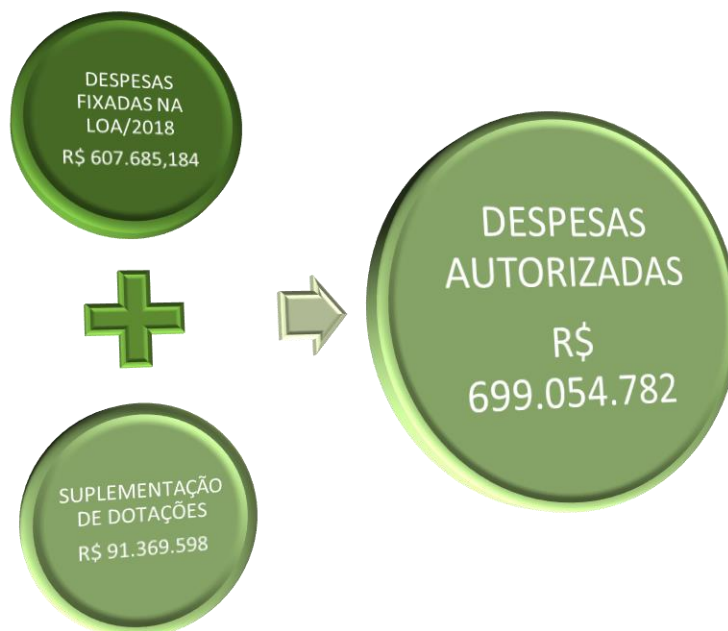 DESPESAS
FIXADAS NA
LOA/2018
R$ 607.685,184
SUPLEMENTAÇÃO
DE DOTAÇÕES
R$ 91.369.598
DESPESAS
AUTORIZADAS
R$
699.054.782